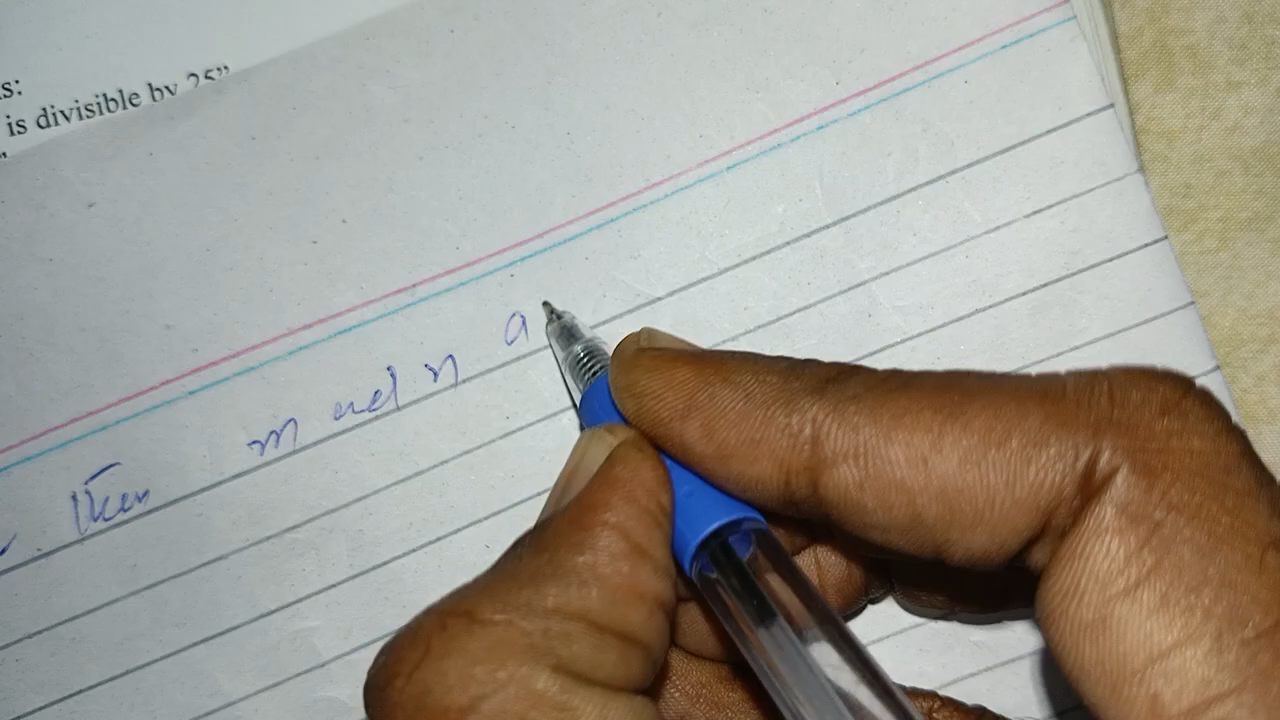 s:
is divisible by 25”
"
then m and n a